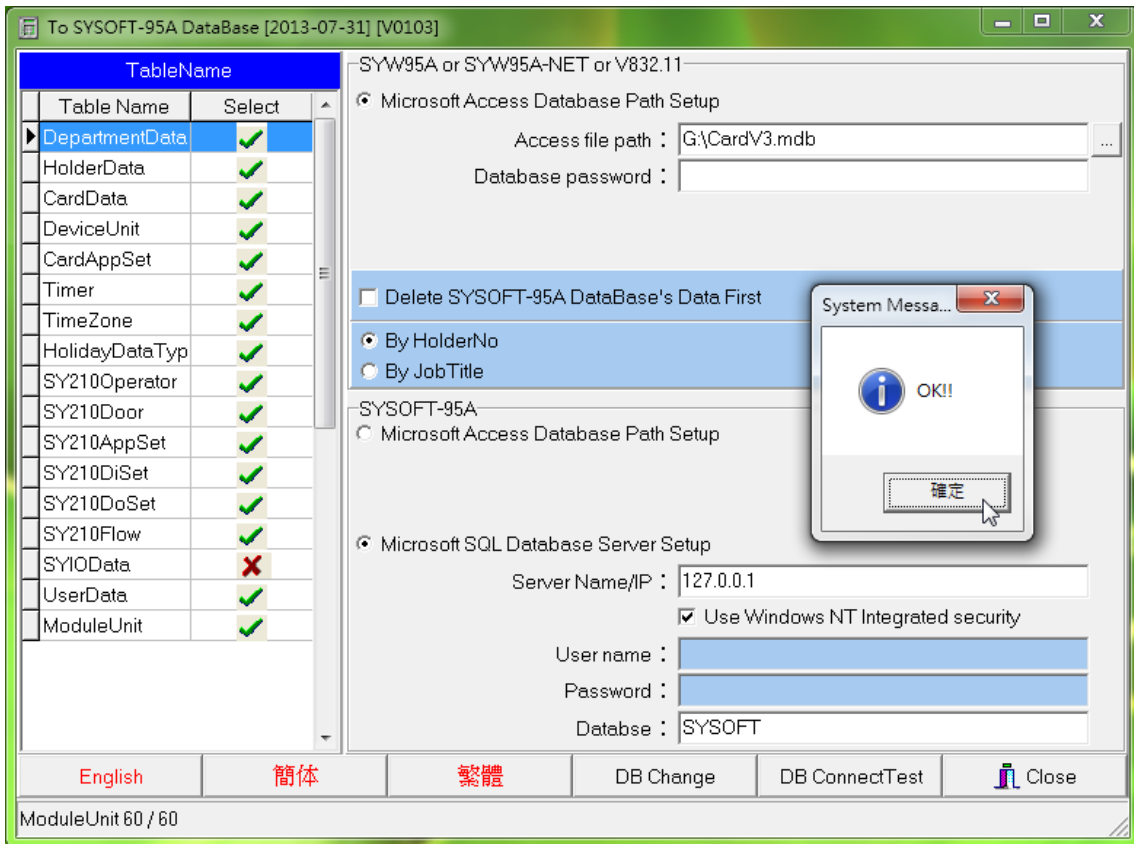 To SYSOFT-95A DataBase [2013-07-31] [V0103]
TableName
Table Name Select
DepartmentData
HolderData
CardData
DeviceUnit
CardAppSet
Timer
TimeZone
HolidayDataTyp
SY210Operator
SY210Door
SY210AppSet
SY210DiSet
SY210DoSet
SY210Flow
SYIOData
UserData
ModuleUnit
SYW95A or SYW95A-NET or V832.11
Microsoft Access Database Path Setup
Access file path： G:\CardV3.mdb ...
Database password：
Delete SYSOFT-95A DataBase's Data First
By HolderNo
By JobTitle
SYSOFT-95A
Microsoft Access Database Path Setup
Microsoft SQL Database Server Setup
Server Name/IP： 127.0.0.1
Use Windows NT Integrated security
User name：
Password：
Databse： SYSOFT
System Messa...
OK!!
確定
English 簡体 繁體 DB Change DB ConnectTest Close
ModuleUnit 60 / 60